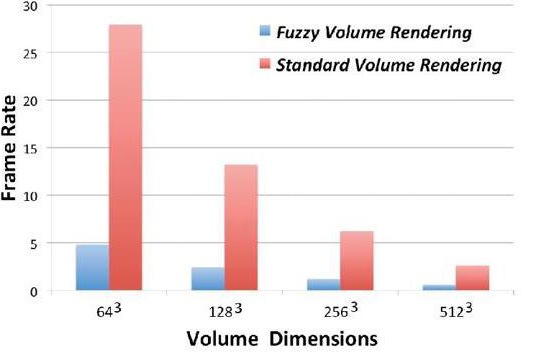 30
Fuzzy Volume Rendering
25
Standard Volume Rendering
20
Frame Rate
15
10
5
0
64³ 128³ 256³ 512³
Volume Dimensions